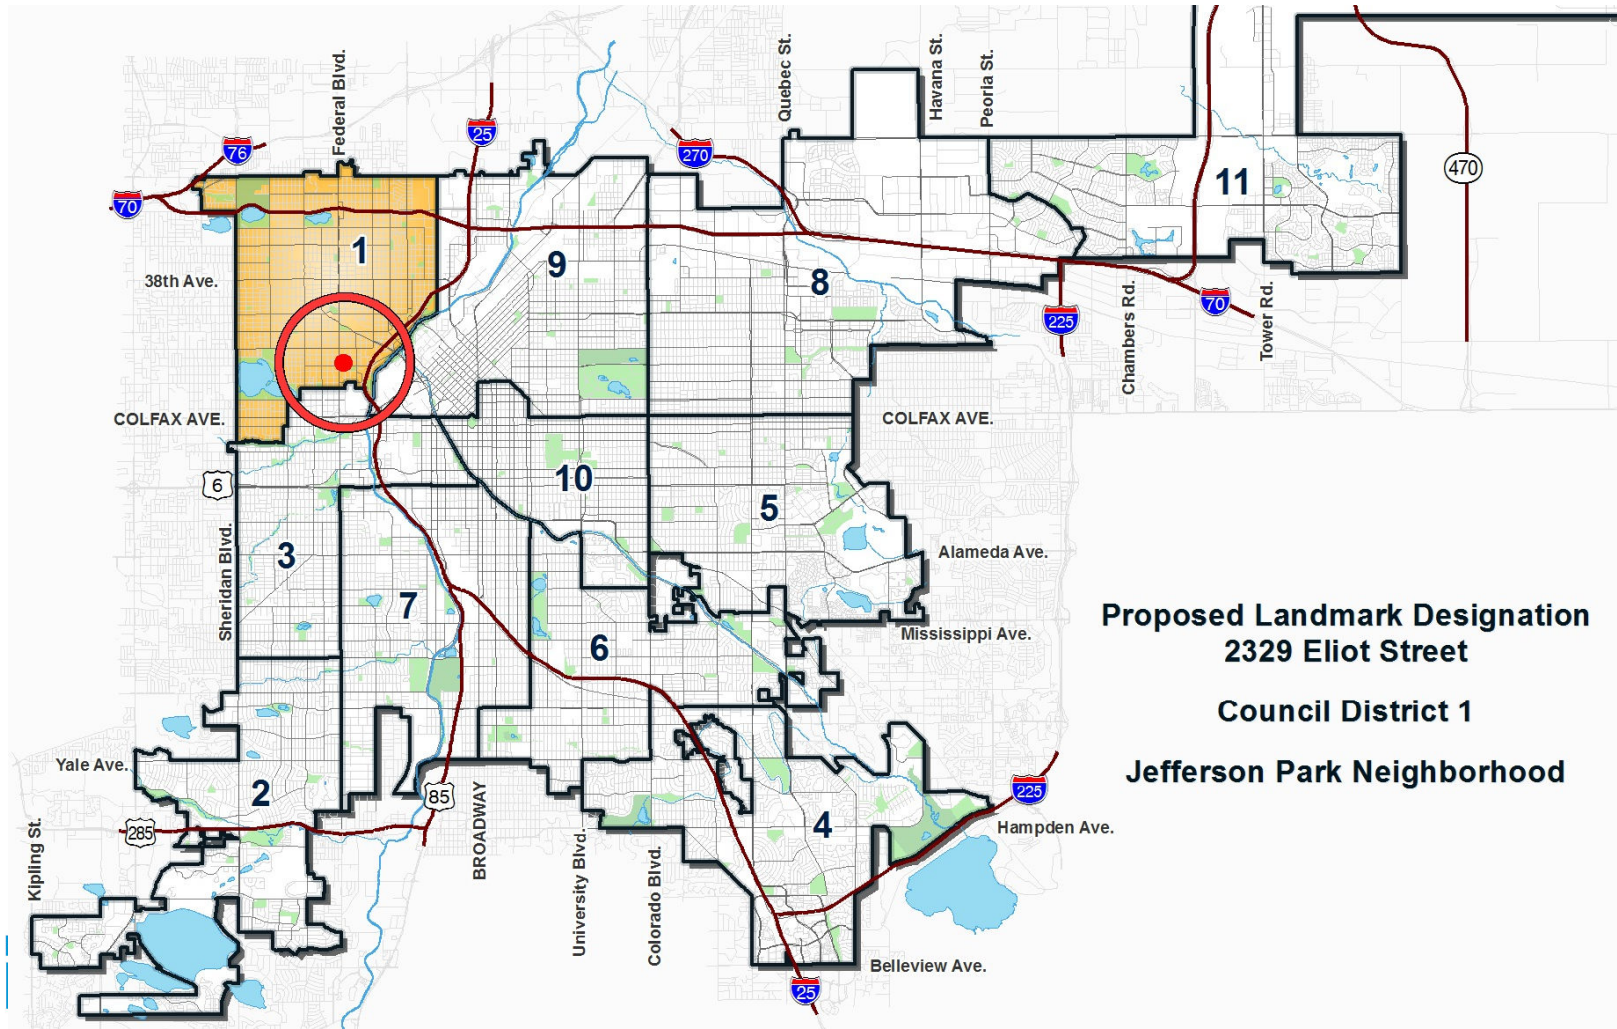 Federal Blvd.
Quebec St.
Havana St.
Peoria St.
76
25
270
70
470
11
1
9
8
38th Ave.
225
Chambers Rd.
70
Tower Rd.
COLFAX AVE.
COLFAX AVE.
6
10
5
Sheridan Blvd.
3
Alameda Ave.
7
6
Mississippi Ave.
Proposed Landmark Designation
2329 Eliot Street
Council District 1
Jefferson Park Neighborhood
Yale Ave.
2
85
225
285
BROADWAY
4
Hampden Ave.
Kipling St.
University Blvd.
Colorado Blvd.
Belleview Ave.
25